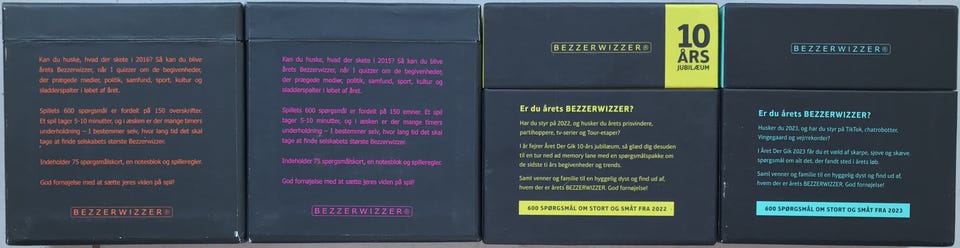 Kan du huske, hvad der skete i 2016? Så kan du blive
årets Bezzerwizzer, når I quizzer om de begivenheder,
der prægede medier, politik, samfund, sport, kultur og
sladderspalter i løbet af året.
Spillets 600 spørgsmål er fordelt på 150 overskrifter.
Et spil tager 5-10 minutter, og i æsken er der mange timers
underholdning – I bestemmer selv, hvor lang tid det skal
tage at finde selskabets største Bezzerwizzer.
Indeholder 75 spørgsmålskort, en notesblok og spilleregler.
God fornøjelse med at sætte jeres viden på spil!
BEZZERWIZZER®
Kan du huske, hvad der skete i 2015? Så kan du blive
årets Bezzerwizzer, når I quizzer om de begivenheder,
der prægede medier, politik, samfund, sport, kultur og
sladderspalter i løbet af året.
Spillets 600 spørgsmål er fordelt på 150 emner. Et spil
tager 5-10 minutter, og i æsken er der mange timers
underholdning – I bestemmer selv, hvor lang tid det skal
tage at finde selskabets største Bezzerwizzer.
Indeholder 75 spørgsmålskort, en notesblok og spilleregler.
God fornøjelse med at sætte jeres viden på spil!
BEZZERWIZZER®
BEZZERWIZZER®
10
ÅRS
JUBILÆUM
Er du årets BEZZERWIZZER?
Har du styr på 2022, og husker du årets prisvindere,
partihoppere, tv-serier og Tour-etaper?
I år fejrer Året Der Gik 10-års jubilæum, så glæd dig desuden
til en tur ned ad memory lane med en spørgsmålspakke om
de sidste ti års begivenheder og trends.
Saml venner og familie til en hyggelig dyst og find ud af,
hvem der er årets BEZZERWIZZER. God fornøjelse!
600 SPØRGSMÅL OM STORT OG SMÅT FRA 2022
BEZZERWIZZER®
Er du årets BEZZERWIZZER?
Husker du 2023, og har du styr på TikTok, chatrobotter,
Vingegaard og vejrrekorder?
I Året Der Gik 2023 får du et væld af skarpe, sjove og skæve
spørgsmål om alt det, der fandt sted i årets løb.
Saml venner og familie til en hyggelig dyst og find ud af,
hvem der er årets BEZZERWIZZER. God fornøjelse!
600 SPØRGSMÅL OM STORT OG SMÅT FRA 2023